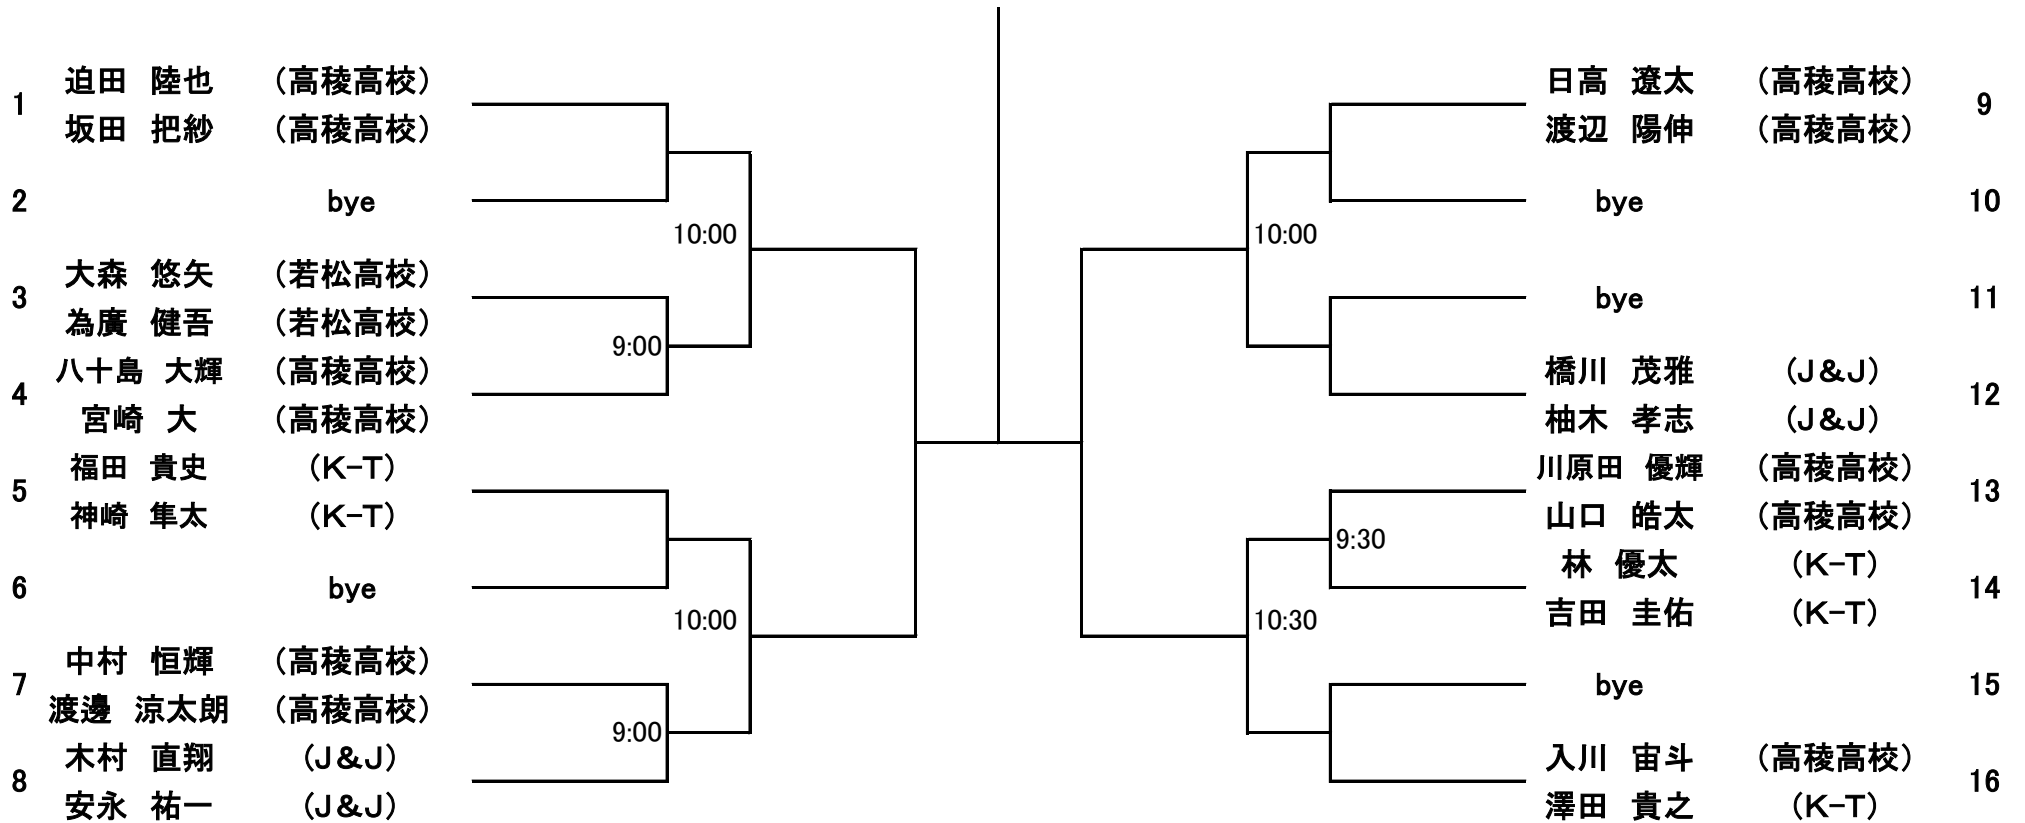 1 迫田 陸也 (高稜高校)
坂田 把紗 (高稜高校)
2 bye
10:00
3 大森 悠矢 (若松高校)
為廣 健吾 (若松高校)
9:00
4 八十島 大輝 (高稜高校)
宮崎 大 (高稜高校)
5 福田 貴史 (K-T)
神崎 隼太 (K-T)
6 bye
10:00
7 中村 恒輝 (高稜高校)
渡邊 涼太朗 (高稜高校)
9:00
8 木村 直翔 (J&J)
安永 祐一 (J&J)
日高 遼太 (高稜高校) 9
渡辺 陽伸 (高稜高校)
bye 10
10:00
bye 11
橋川 茂雅 (J&J) 12
柚木 孝志 (J&J)
川原田 優輝 (高稜高校) 13
山口 皓太 (高稜高校)
9:30
林 優太 (K-T) 14
吉田 圭佑 (K-T)
10:30
bye 15
入川 宙斗 (高稜高校) 16
澤田 貴之 (K-T)